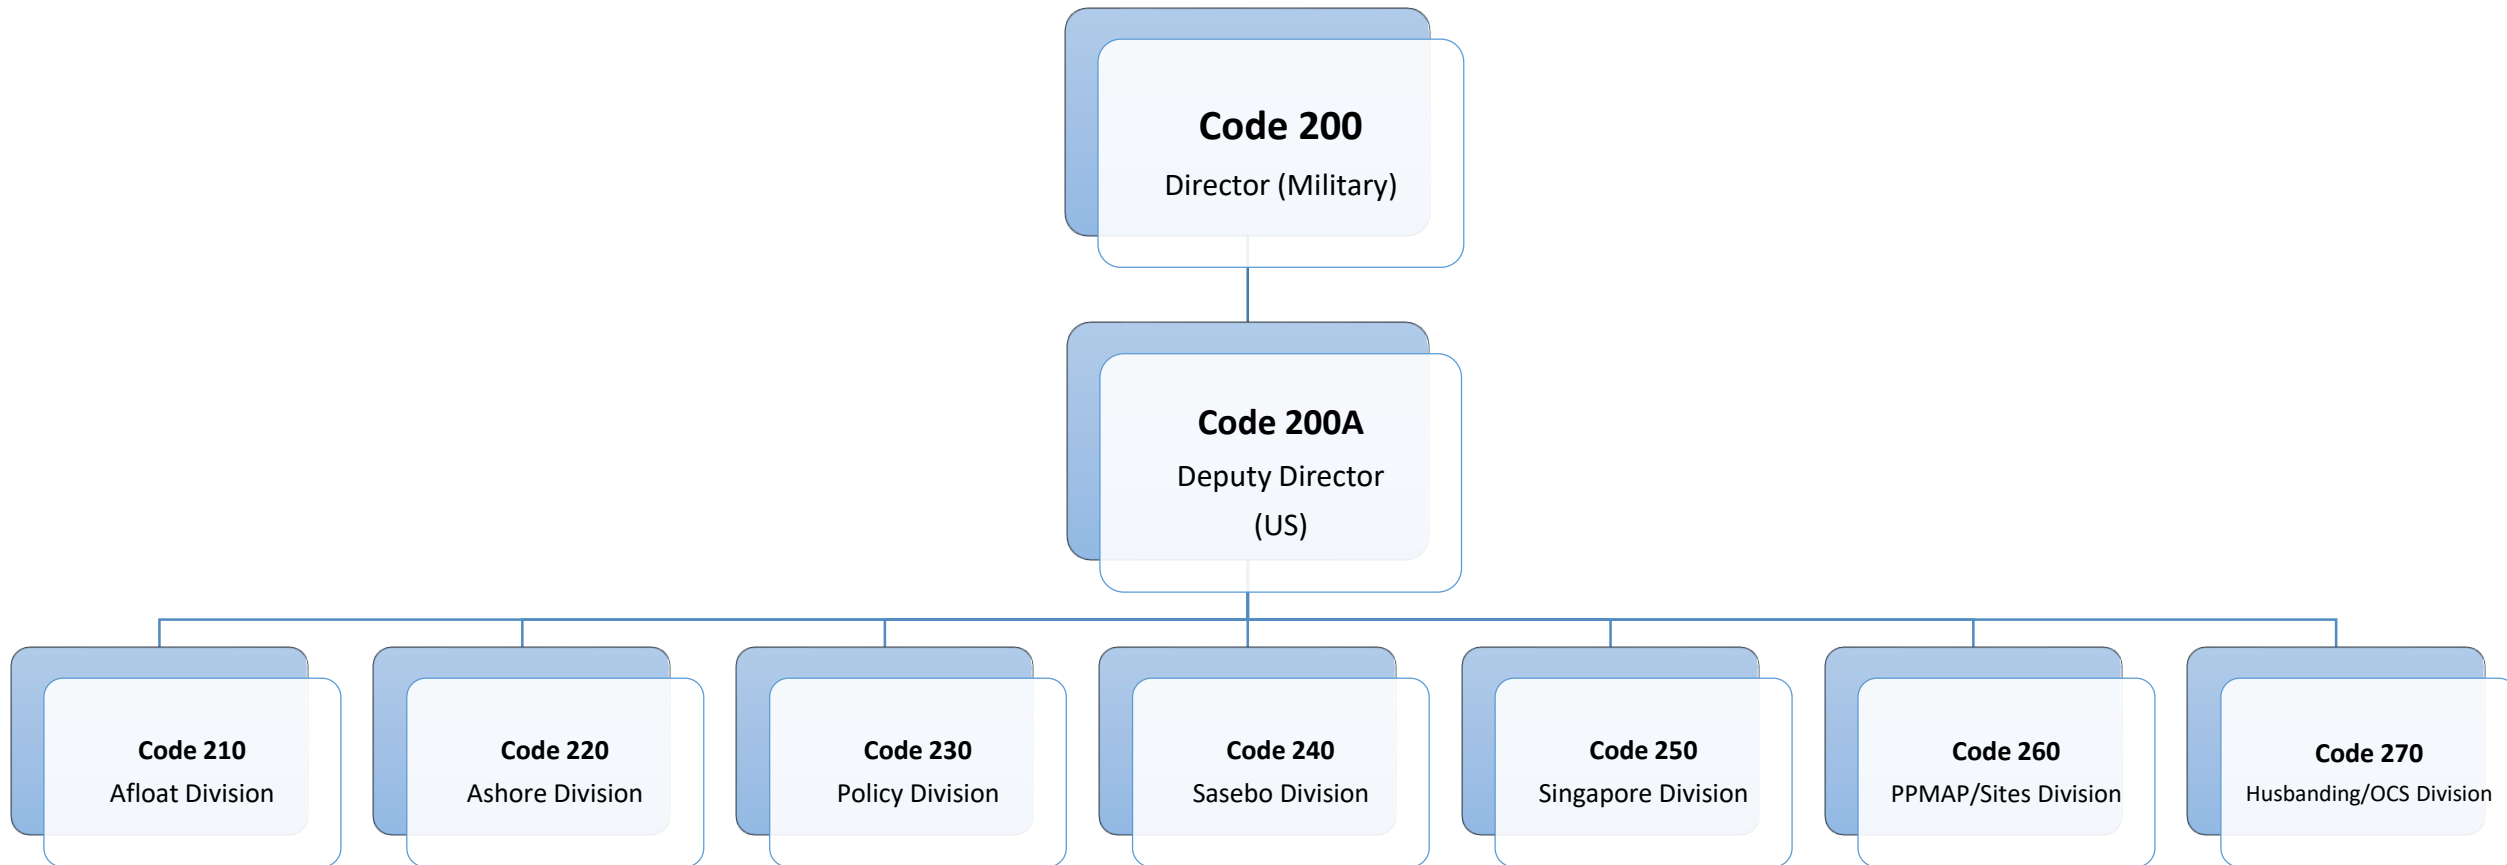 Code 200
Director (Military)
Code 200A
Deputy Director
(US)
Code 210
Afloat Division
Code 220
Ashore Division
Code 230
Policy Division
Code 240
Sasebo Division
Code 250
Singapore Division
Code 260
PPMAP/Sites Division
Code 270
Husbanding/OCS Division